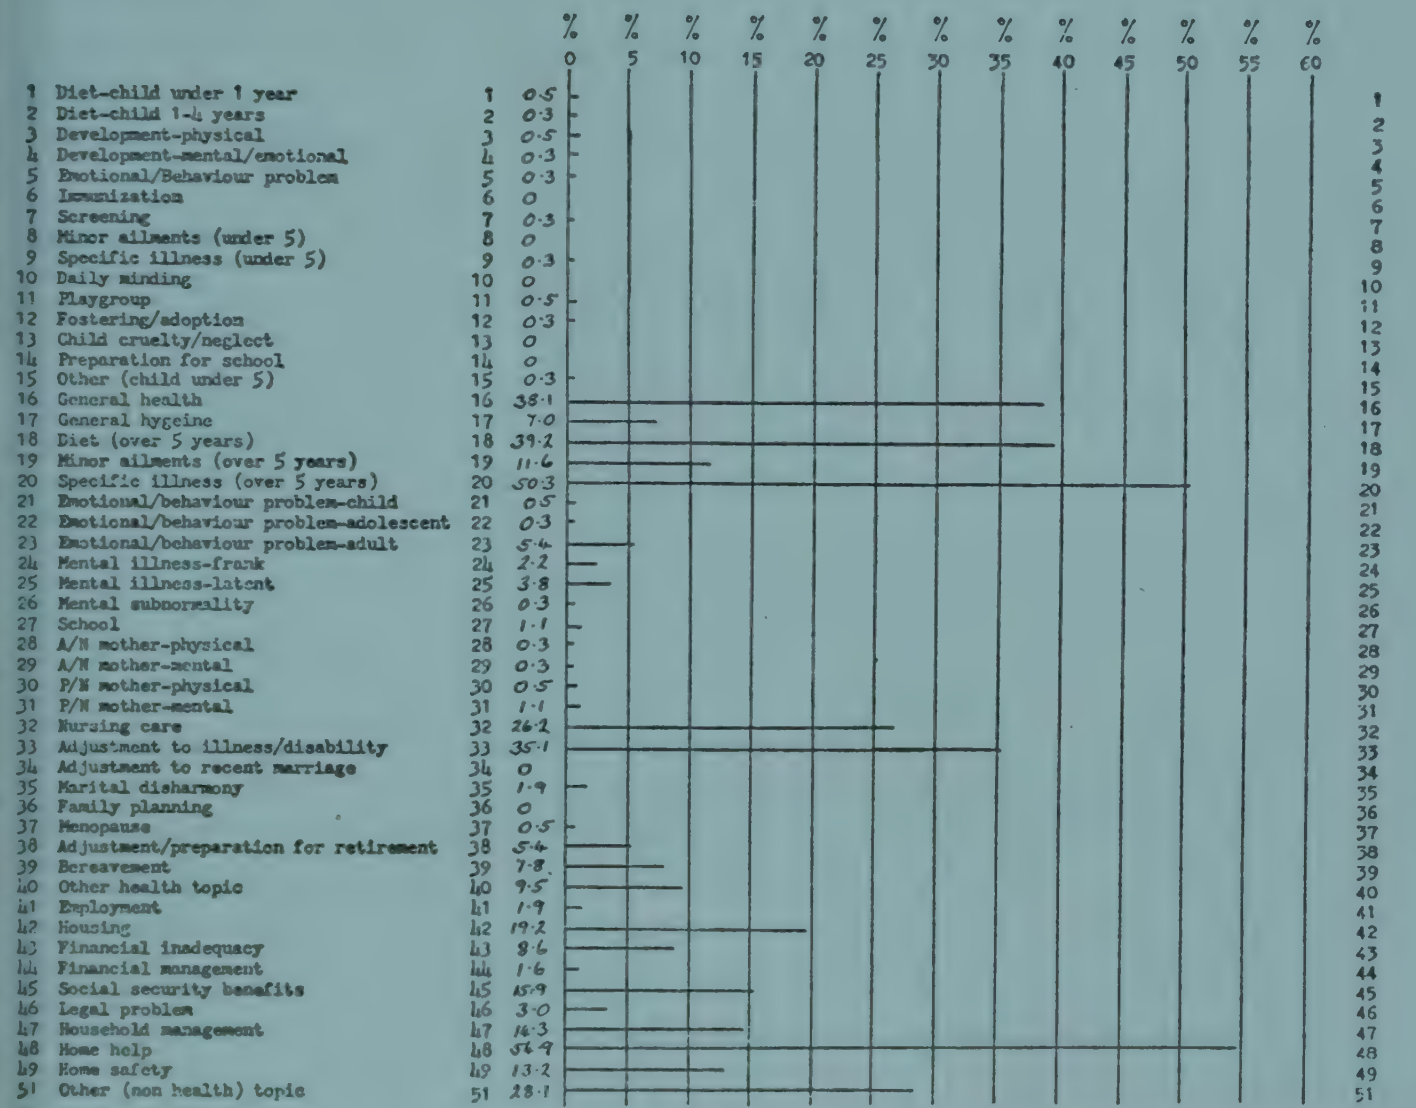 % % % % % % % % % % % % %
0 5 10 15 20 25 30 35 40 45 50 55 60
1 Diet-child under 1 year 1 0.5 1
2 Diet-child 1-4 years 2 0.3 2
3 Development-physical 3 0.5 3
4 Development-mental/emotional 4 0.3 4
5 Emotional/Behaviour problem 5 0.3 5
6 Immunization 6 0 6
7 Screening 7 0.3 7
8 Minor ailments (under 5) 8 0 8
9 Specific illness (under 5) 9 0.3 9
10 Daily minding 10 0 10
11 Playgroup 11 0.5 11
12 Fostering/adoption 12 0.3 12
13 Child cruelty/neglect 13 0 13
14 Preparation for school 14 0 14
15 Other (child under 5) 15 0.3 15
16 General health 16 38.1 16
17 General hygeine 17 7.0 17
18 Diet (over 5 years) 18 39.2 18
19 Minor ailments (over 5 years) 19 11.6 19
20 Specific illness (over 5 years) 20 50.3 20
21 Emotional/behaviour problem-child 21 0.5 21
22 Emotional/behaviour problem-adolescent 22 0.3 22
23 Emotional/behaviour problem-adult 23 5.4 23
24 Mental illness-frank 24 2.2 24
25 Mental illness-latent 25 3.8 25
26 Mental subnormality 26 0.3 26
27 School 27 1.1 27
28 A/N mother-physical 28 0.3 28
29 A/N mother-mental 29 0.3 29
30 P/N mother-physical 30 0.5 30
31 P/N mother-mental 31 1.1 31
32 Nursing care 32 26.2 32
33 Adjustment to illness/disability 33 35.1 33
34 Adjustment to recent marriage 34 0 34
35 Marital disharmony 35 1.9 35
36 Family planning 36 0 36
37 Menopause 37 0.5 37
38 Adjustment/preparation for retirement 38 5.4 38
39 Bereavement 39 7.8 39
40 Other health topic 40 9.5 40
41 Employment 41 1.9 41
42 Housing 42 19.2 42
43 Financial inadequacy 43 8.6 43
44 Financial management 44 1.6 44
45 Social security benefits 45 15.9 45
46 Legal problem 46 3.0 46
47 Household management 47 14.3 47
48 Home help 48 54.9 48
49 Home safety 49 13.2 49
51 Other (non health) topic 51 28.1 51